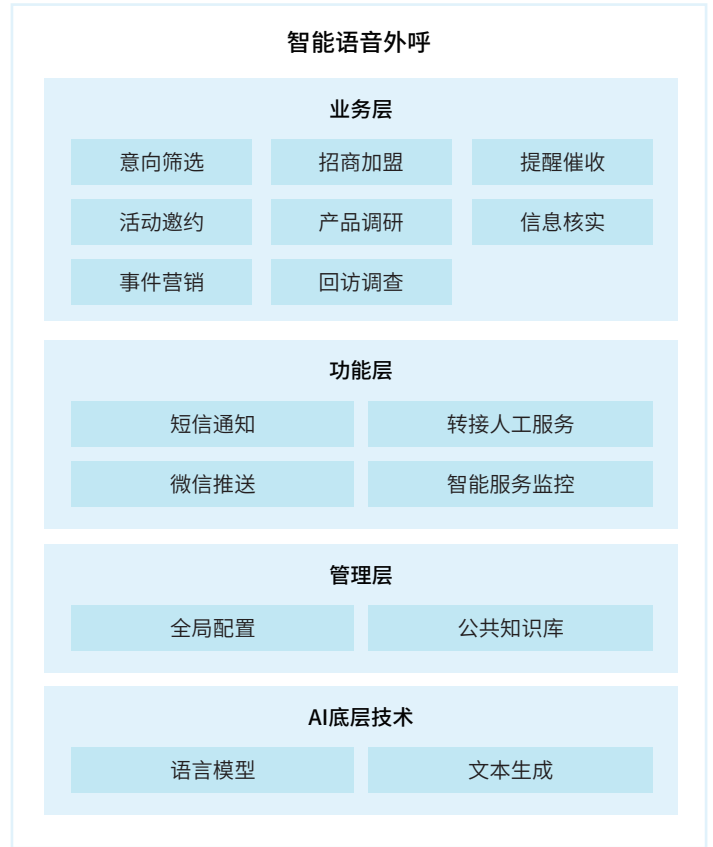 智能语音外呼
业务层
意向筛选 招商加盟 提醒催收
活动邀约 产品调研 信息核实
事件营销 回访调查
功能层
短信通知 转接人工服务
微信推送 智能服务监控
管理层
全局配置 公共知识库
AI底层技术
语言模型 文本生成